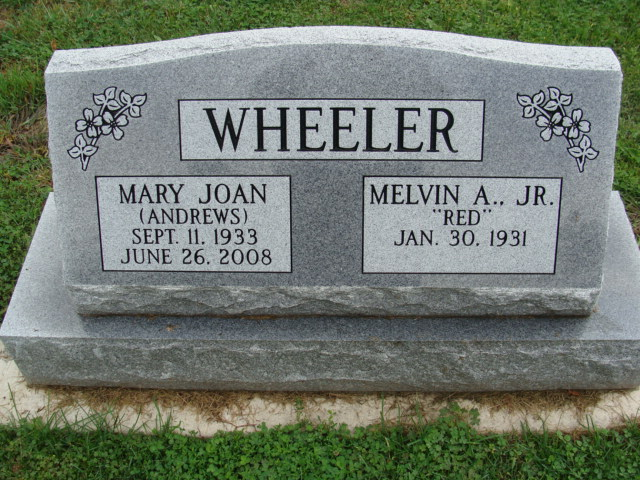 WHEELER
MARY JOAN
(ANDREWS)
SEPT. 11. 1933
JUNE 26. 2008
MELVIN A., JR.
"RED"
JAN. 30. 1931